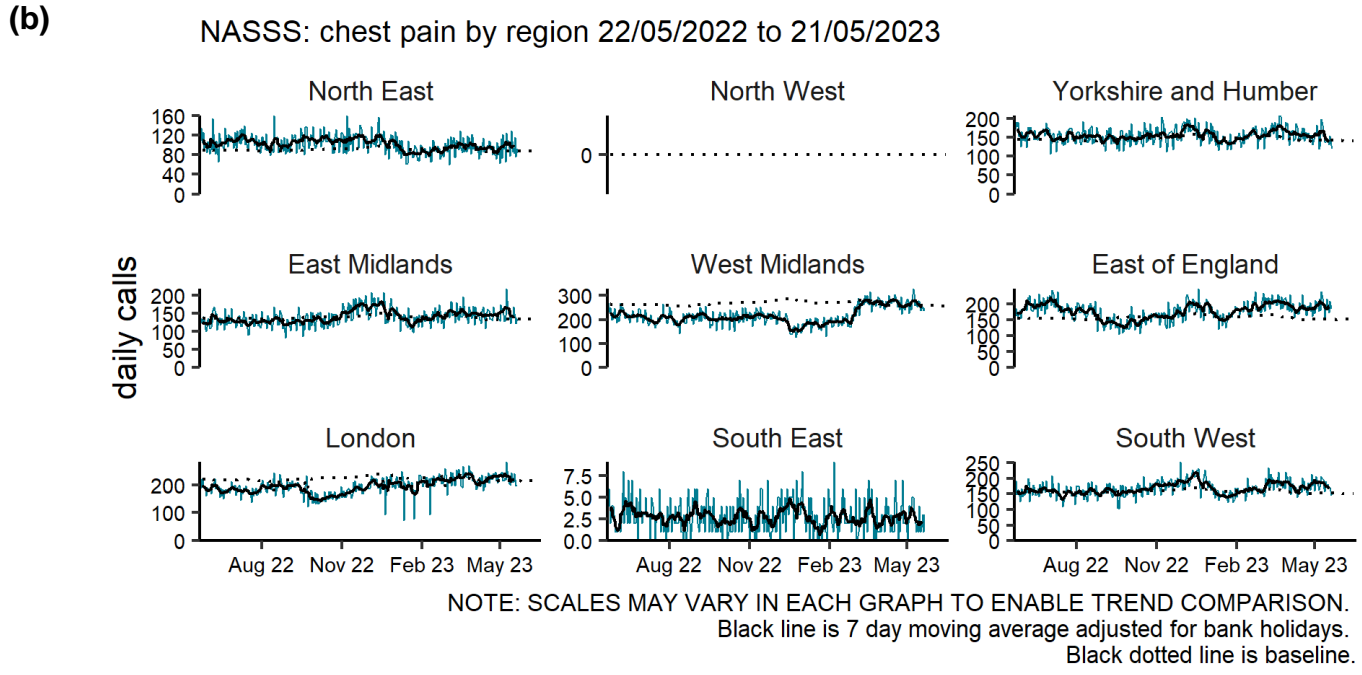 (b)
NASSS: chest pain by region 22/05/2022 to 21/05/2023
North East
160
120
80
40
0
North West
0
Yorkshire and Humber
200
150
100
50
0
daily calls
East Midlands
200
150
100
50
0
West Midlands
300
200
100
0
East of England
200
150
100
50
0
London
200
100
0
Aug 22 Nov 22 Feb 23 May 23
South East
7.5
5.0
2.5
0.0
Aug 22 Nov 22 Feb 23 May 23
South West
250
200
150
100
50
0
Aug 22 Nov 22 Feb 23 May 23
NOTE: SCALES MAY VARY IN EACH GRAPH TO ENABLE TREND COMPARISON.
Black line is 7 day moving average adjusted for bank holidays.
Black dotted line is baseline.